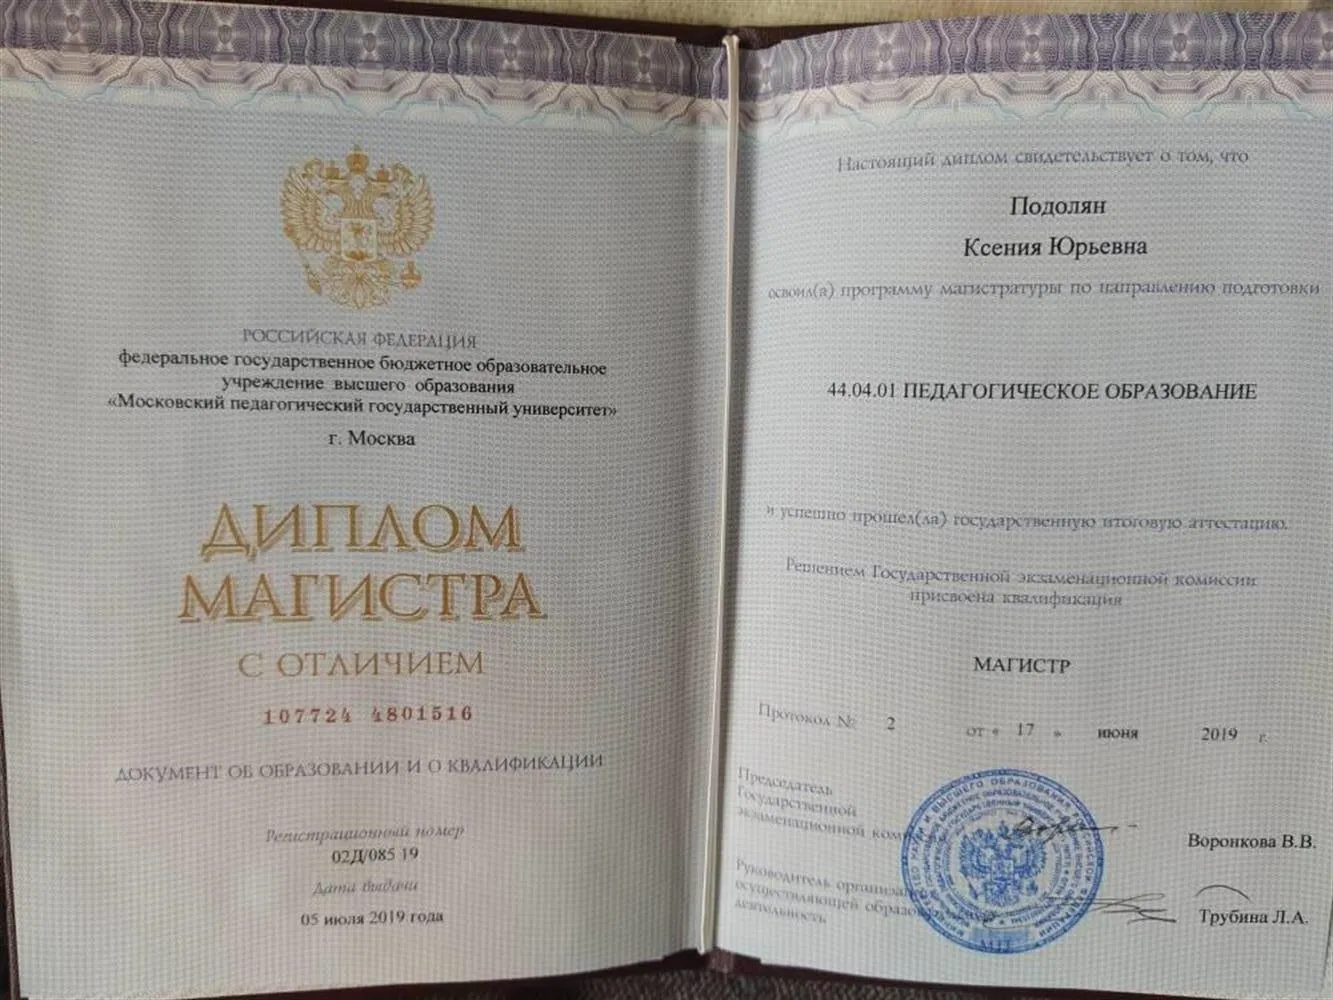 РОССИЙСКАЯ ФЕДЕРАЦИЯ
федеральное государственное бюджетное образовательное
учреждение высшего образования
«Московский педагогический государственный университет»
г. Москва
ДИПЛОМ
МАГИСТРА
С ОТЛИЧИЕМ
107724 4801516
ДОКУМЕНТ ОБ ОБРАЗОВАНИИ И О КВАЛИФИКАЦИИ
Регистрационный номер
02Д/085 19
Дата выдачи
05 июля 2019 года
Настоящий диплом свидетельствует о том, что
Подолян
Ксения Юрьевна
освоил(а) программу магистратуры по направлению подготовки
44.04.01 ПЕДАГОГИЧЕСКОЕ ОБРАЗОВАНИЕ
и успешно прошел(ла) государственную итоговую аттестацию.
Решением Государственной экзаменационной комиссии
присвоена квалификация
МАГИСТР
Протокол № 2 от « 17 » июня 2019 г.
Председатель
Государственной
экзаменационной
Воронкова В.В.
Руководитель
осуществляющей
деятельность
Трубина Л.А.
МП